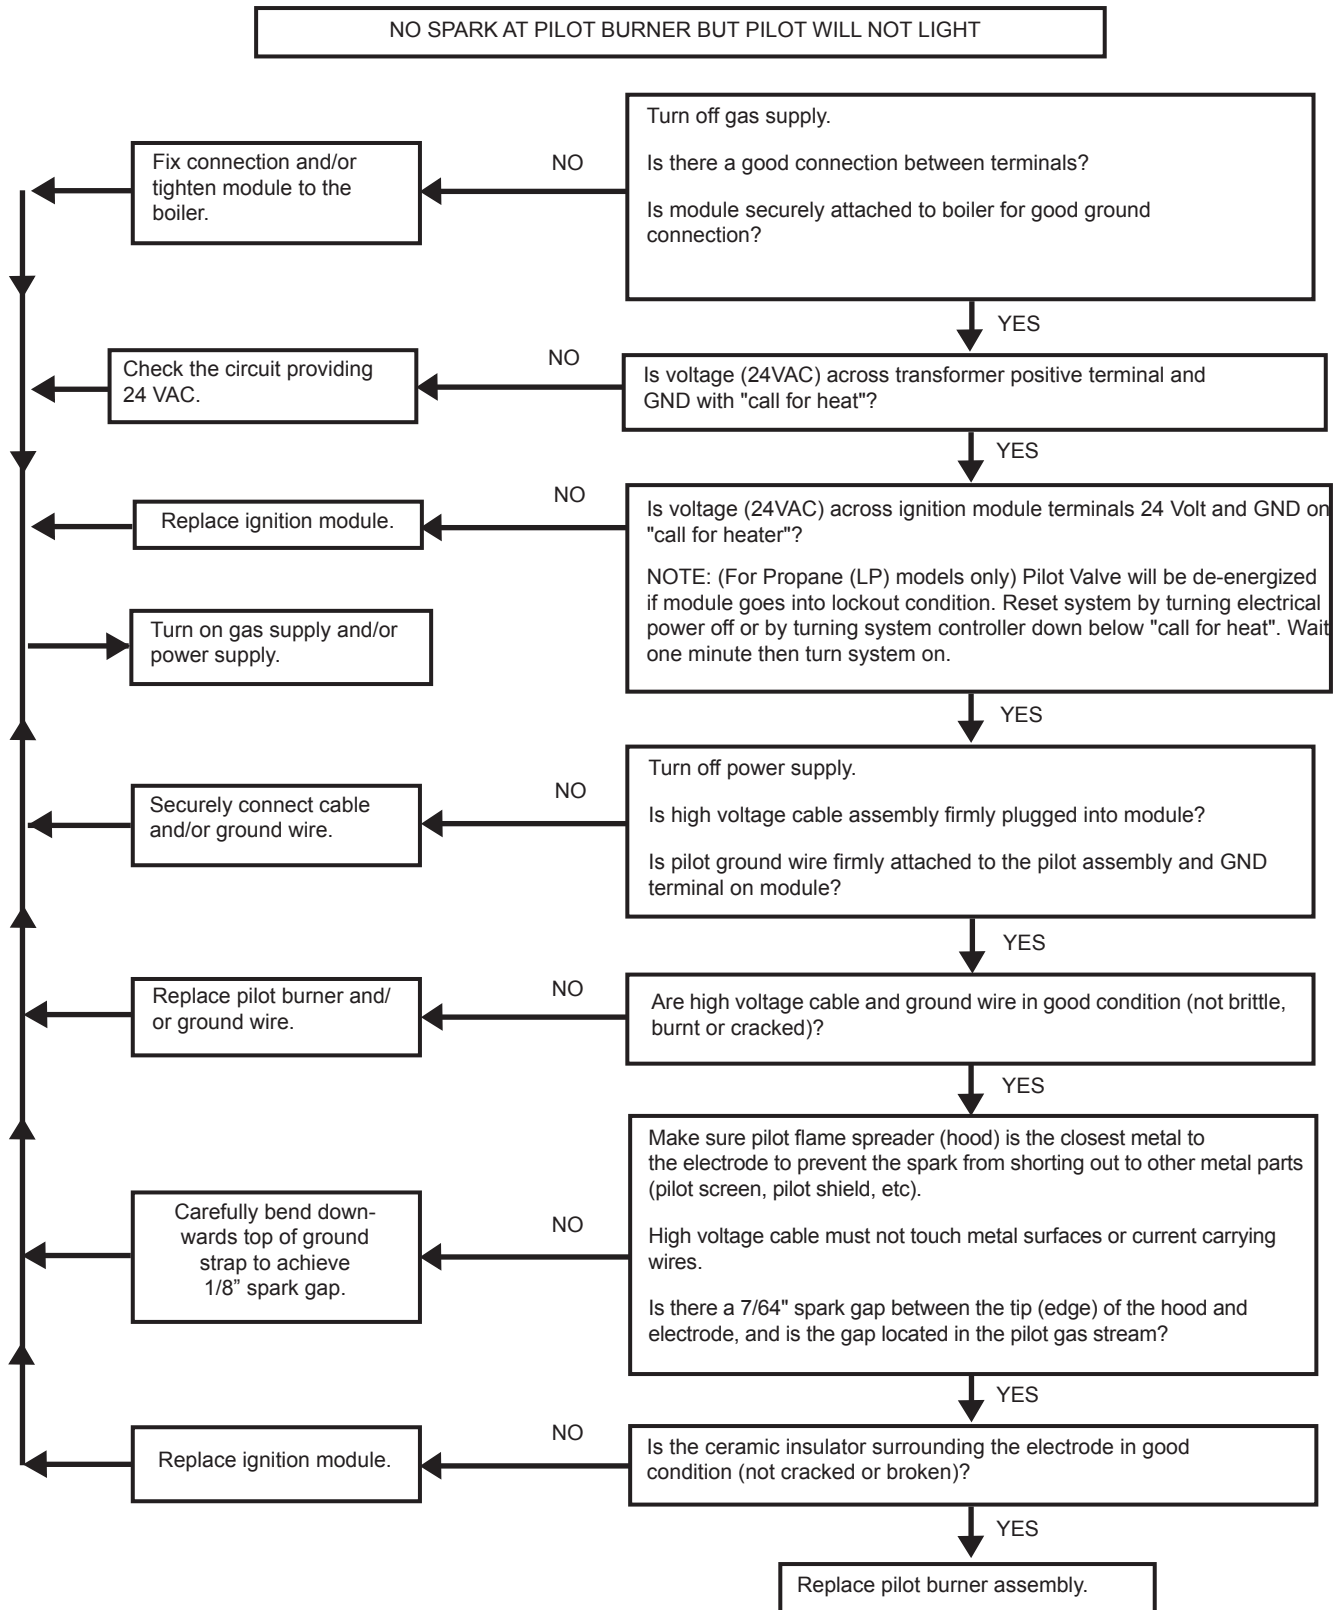 NO SPARK AT PILOT BURNER BUT PILOT WILL NOT LIGHT
Turn off gas supply.
Is there a good connection between terminals?
Is module securely attached to boiler for good ground
connection?
NO
Fix connection and/or
tighten module to the
boiler.
YES
Is voltage (24VAC) across transformer positive terminal and
GND with "call for heat"?
NO
Check the circuit providing
24 VAC.
YES
Is voltage (24VAC) across ignition module terminals 24 Volt and GND on
"call for heater"?
NOTE: (For Propane (LP) models only) Pilot Valve will be de-energized
if module goes into lockout condition. Reset system by turning electrical
power off or by turning system controller down below "call for heat". Wait
one minute then turn system on.
NO
Replace ignition module.
Turn on gas supply and/or
power supply.
YES
Turn off power supply.
Is high voltage cable assembly firmly plugged into module?
Is pilot ground wire firmly attached to the pilot assembly and GND
terminal on module?
NO
Securely connect cable
and/or ground wire.
YES
Are high voltage cable and ground wire in good condition (not brittle,
burnt or cracked)?
NO
Replace pilot burner and/
or ground wire.
YES
Make sure pilot flame spreader (hood) is the closest metal to
the electrode to prevent the spark from shorting out to other metal parts
(pilot screen, pilot shield, etc).
High voltage cable must not touch metal surfaces or current carrying
wires.
Is there a 7/64" spark gap between the tip (edge) of the hood and
electrode, and is the gap located in the pilot gas stream?
NO
Carefully bend down-
wards top of ground
strap to achieve
1/8” spark gap.
YES
Is the ceramic insulator surrounding the electrode in good
condition (not cracked or broken)?
NO
Replace ignition module.
YES
Replace pilot burner assembly.